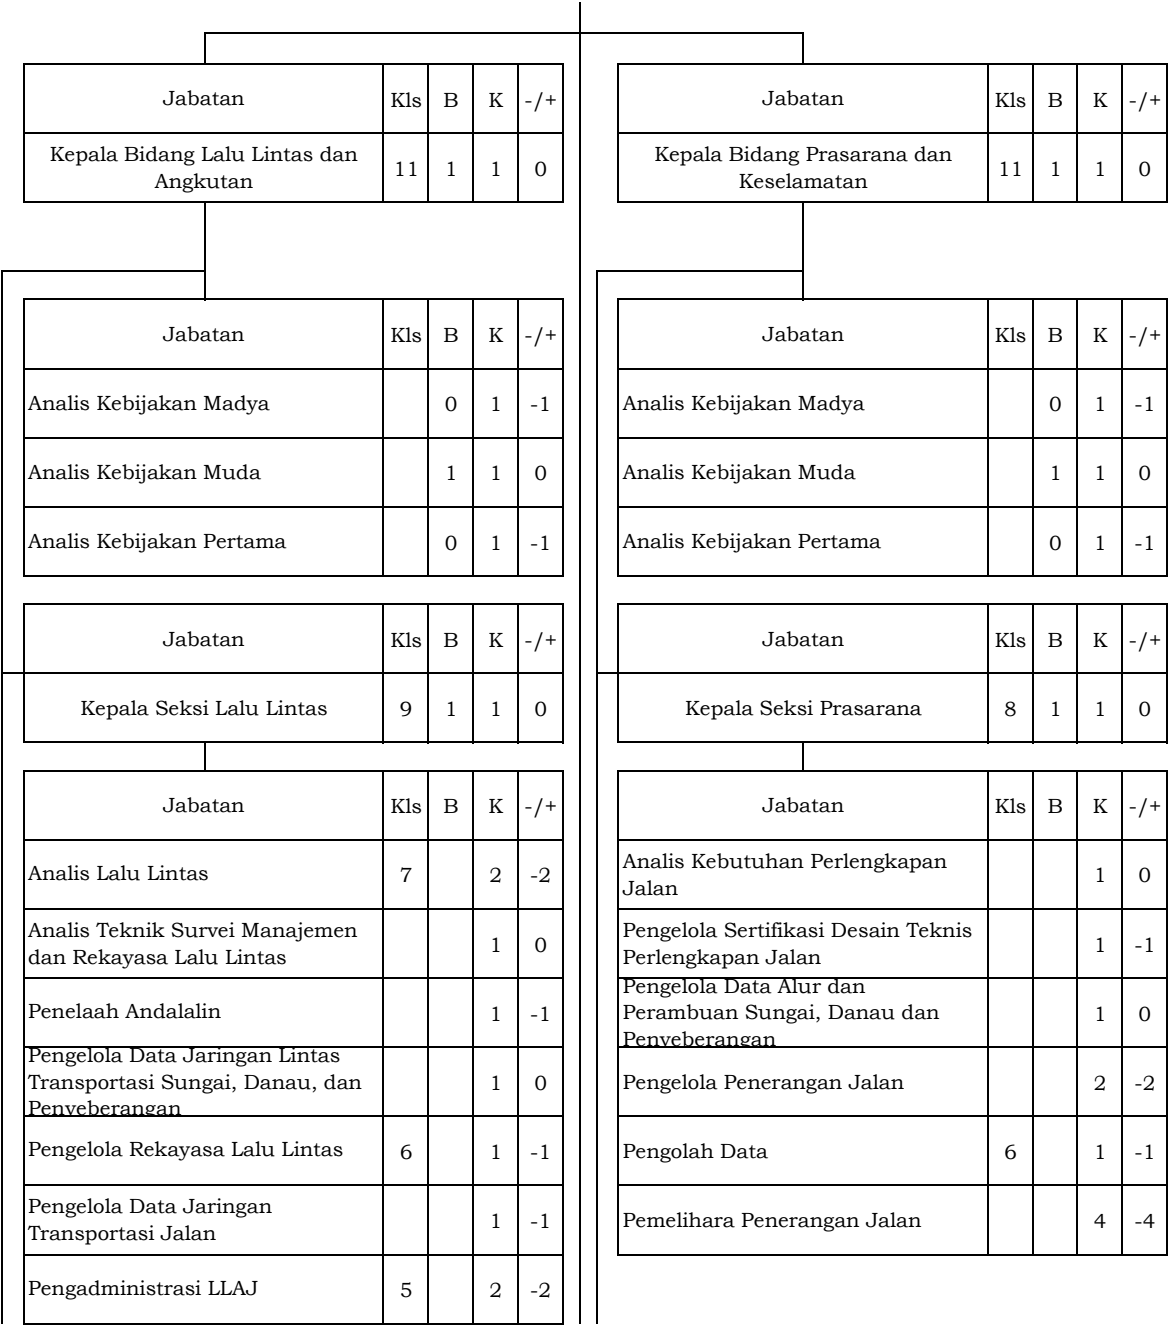 Jabatan Kls B K -/+
Kepala Bidang Lalu Lintas dan
Angkutan 11 1 1 0
Jabatan Kls B K -/+
Analis Kebijakan Madya 0 1 -1
Analis Kebijakan Muda 1 1 0
Analis Kebijakan Pertama 0 1 -1
Jabatan Kls B K -/+
Kepala Seksi Lalu Lintas 9 1 1 0
Jabatan Kls B K -/+
Analis Lalu Lintas 7 2 -2
Analis Teknik Survei Manajemen
dan Rekayasa Lalu Lintas 1 0
Penelaah Andalalin 1 -1
Pengelola Data Jaringan Lintas
Transportasi Sungai, Danau, dan
Penyeberangan 1 0
Pengelola Rekayasa Lalu Lintas 6 1 -1
Pengelola Data Jaringan
Transportasi Jalan 1 -1
Pengadministrasi LLAJ 5 2 -2
Jabatan Kls B K -/+
Kepala Bidang Prasarana dan
Keselamatan 11 1 1 0
Jabatan Kls B K -/+
Analis Kebijakan Madya 0 1 -1
Analis Kebijakan Muda 1 1 0
Analis Kebijakan Pertama 0 1 -1
Jabatan Kls B K -/+
Kepala Seksi Prasarana 8 1 1 0
Jabatan Kls B K -/+
Analis Kebutuhan Perlengkapan
Jalan 1 0
Pengelola Sertifikasi Desain Teknis
Perlengkapan Jalan 1 -1
Pengelola Data Alur dan
Perambuan Sungai, Danau dan
Penyeberangan 1 0
Pengelola Penerangan Jalan 2 -2
Pengolah Data 6 1 -1
Pemelihara Penerangan Jalan 4 -4